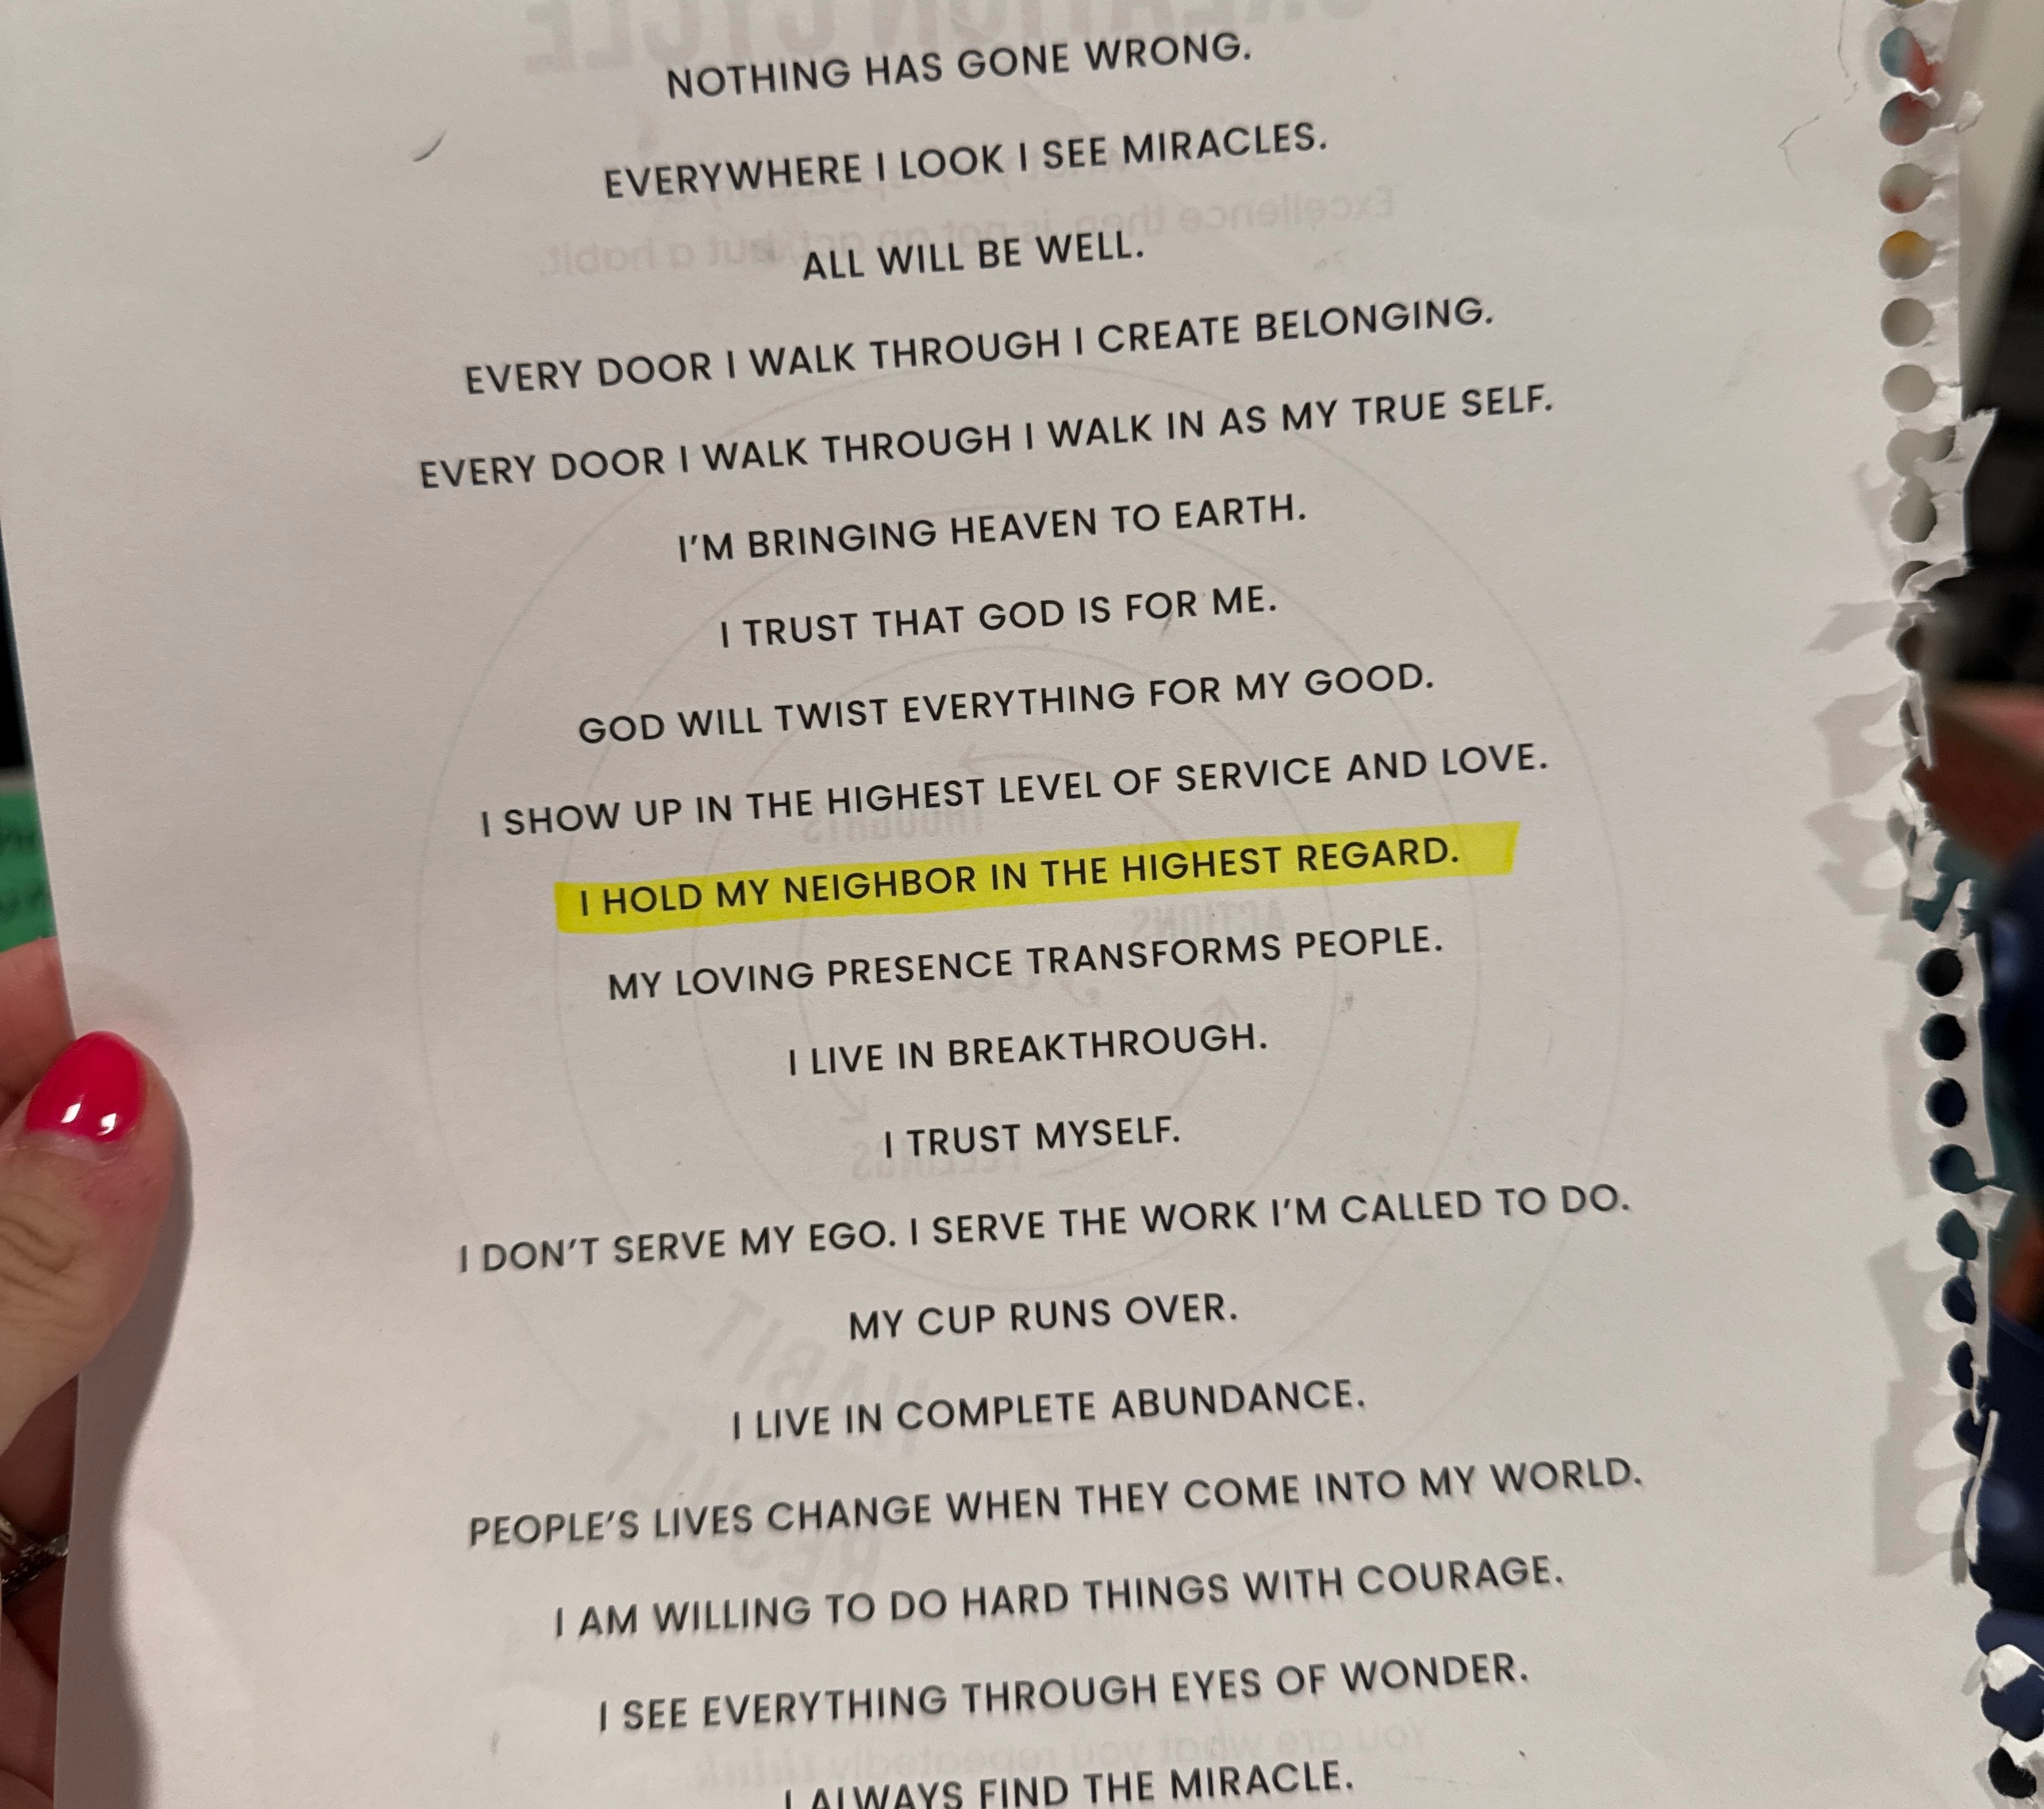 NOTHING HAS GONE WRONG.
EVERYWHERE I LOOK I SEE MIRACLES.
ALL WILL BE WELL.
EVERY DOOR I WALK THROUGH I CREATE BELONGING.
EVERY DOOR I WALK THROUGH I WALK IN AS MY TRUE SELF.
I'M BRINGING HEAVEN TO EARTH.
I TRUST THAT GOD IS FOR ME.
GOD WILL TWIST EVERYTHING FOR MY GOOD.
I SHOW UP IN THE HIGHEST LEVEL OF SERVICE AND LOVE.
I HOLD MY NEIGHBOR IN THE HIGHEST REGARD.
MY LOVING PRESENCE TRANSFORMS PEOPLE.
I LIVE IN BREAKTHROUGH.
I TRUST MYSELF.
I DON'T SERVE MY EGO. I SERVE THE WORK I'M CALLED TO DO.
MY CUP RUNS OVER.
I LIVE IN COMPLETE ABUNDANCE.
PEOPLE'S LIVES CHANGE WHEN THEY COME INTO MY WORLD.
I AM WILLING TO DO HARD THINGS WITH COURAGE.
I SEE EVERYTHING THROUGH EYES OF WONDER.
I ALWAYS FIND THE MIRACLE.